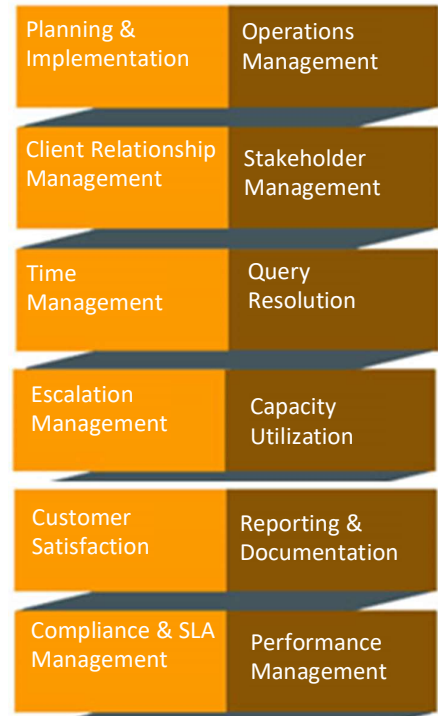 Planning &
Implementation
Operations
Management
Client Relationship
Management
Stakeholder
Management
Time
Management
Query
Resolution
Escalation
Management
Capacity
Utilization
Customer
Satisfaction
Reporting &
Documentation
Compliance & SLA
Management
Performance
Management